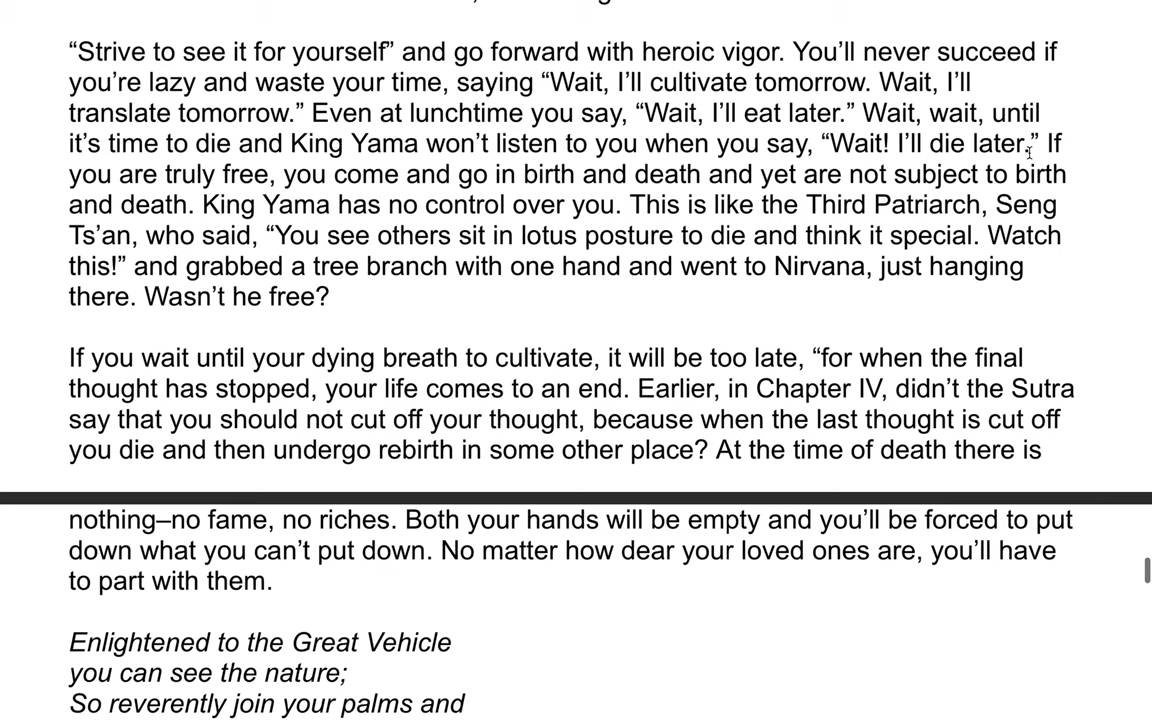 “Strive to see it for yourself” and go forward with heroic vigor. You’ll never succeed if
you’re lazy and waste your time, saying “Wait, I’ll cultivate tomorrow. Wait, I’ll
translate tomorrow.” Even at lunchtime you say, “Wait, I’ll eat later.” Wait, wait, until
it’s time to die and King Yama won’t listen to you when you say, “Wait! I’ll die later.” If
you are truly free, you come and go in birth and death and yet are not subject to birth
and death. King Yama has no control over you. This is like the Third Patriarch, Seng
Ts’an, who said, “You see others sit in lotus posture to die and think it special. Watch
this!” and grabbed a tree branch with one hand and went to Nirvana, just hanging
there. Wasn’t he free?
If you wait until your dying breath to cultivate, it will be too late, “for when the final
thought has stopped, your life comes to an end. Earlier, in Chapter IV, didn’t the Sutra
say that you should not cut off your thought, because when the last thought is cut off
you die and then undergo rebirth in some other place? At the time of death there is
nothing—no fame, no riches. Both your hands will be empty and you’ll be forced to put
down what you can’t put down. No matter how dear your loved ones are, you’ll have
to part with them.
Enlightened to the Great Vehicle
you can see the nature;
So reverently join your palms and